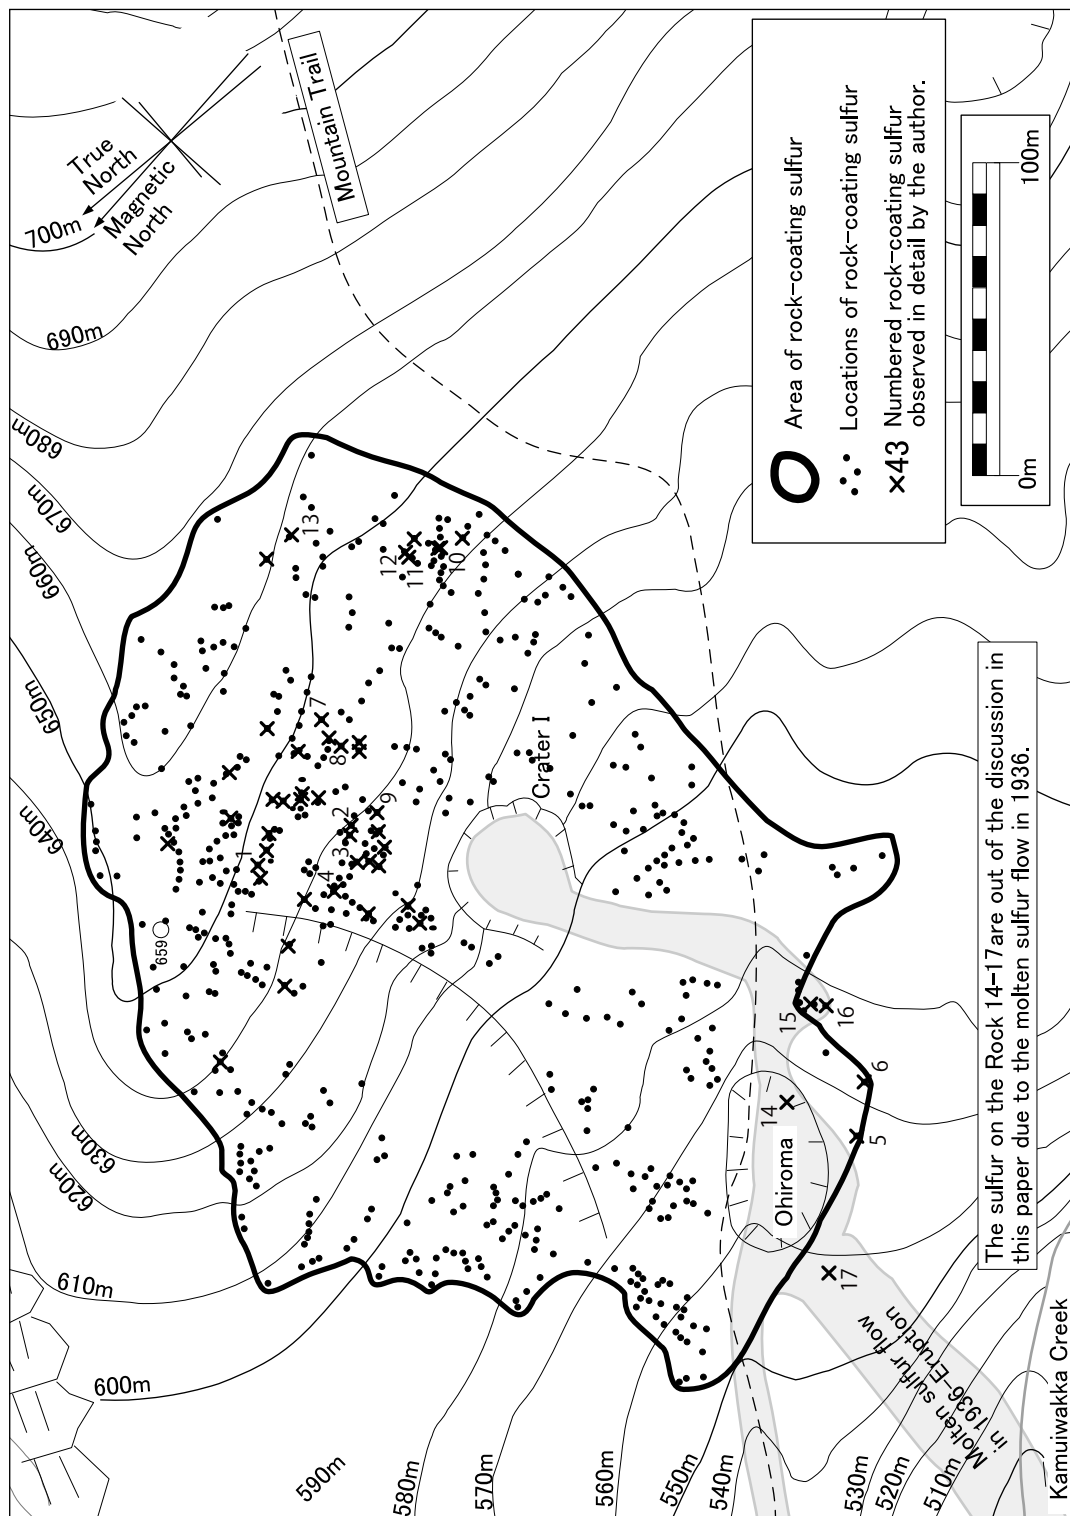 True
North
Magnetic
North
Mountain Trail
700m
690m
680m
670m
660m
650m
640m
630m
620m
610m
600m
590m
580m
570m
560m
550m
540m
530m
520m
510m
659
1
2
3
4
5
6
7
8
9
10
11
12
13
14
15
16
17
Crater I
Ohiroma
Molten sulfur flow
in 1936-Eruption
Kamuiwakka Creek
Area of rock-coating sulfur
Locations of rock-coating sulfur
×43 Numbered rock-coating sulfur
observed in detail by the author.
0m
100m
The sulfur on the Rock 14-17are out of the discussion in
this paper due to the molten sulfur flow in 1936.